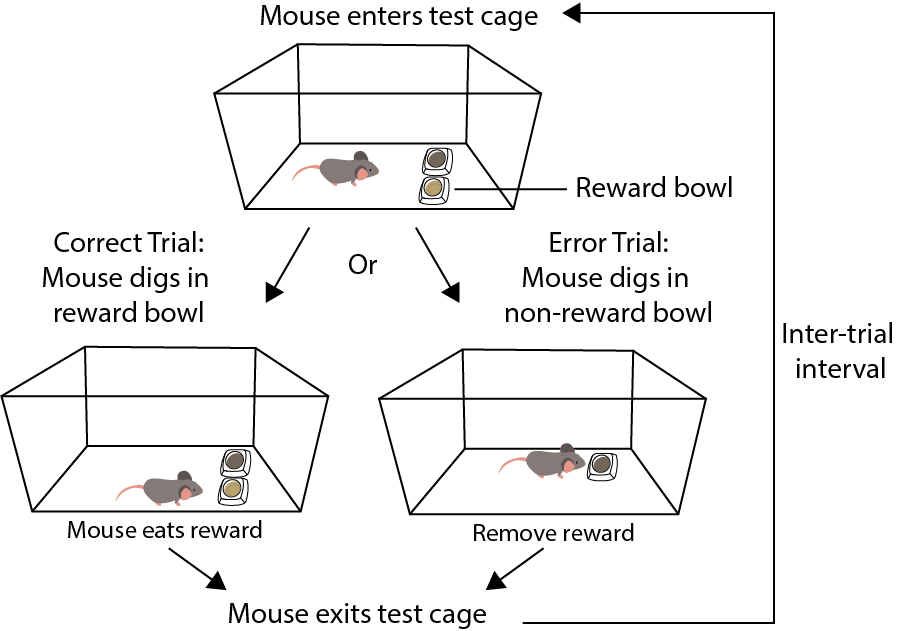 Mouse enters test cage
Reward bowl
Correct Trial:
Mouse digs in
reward bowl
Or
Error Trial:
Mouse digs in
non-reward bowl
Inter-trial
interval
Mouse eats reward
Remove reward
Mouse exits test cage